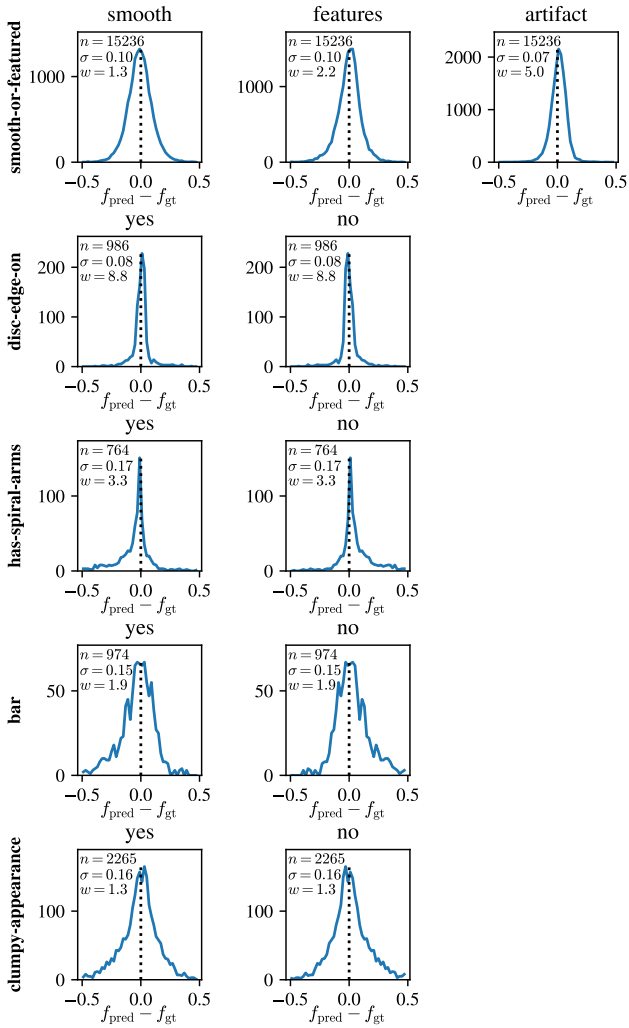 smooth features artifact
smooth-or-featured
n = 15236 n = 15236 n = 15236
σ = 0.10 σ = 0.10 σ = 0.07
w = 1.3 w = 2.2 w = 5.0
1000 1000 2000
1000
0 0 0
−0.5 0.0 0.5 −0.5 0.0 0.5 −0.5 0.0 0.5
f_pred − f_gt f_pred − f_gt f_pred − f_gt
yes no
disc-edge-on
n = 986 n = 986
σ = 0.08 σ = 0.08
w = 8.8 w = 8.8
200 200
100 100
0 0
−0.5 0.0 0.5 −0.5 0.0 0.5
f_pred − f_gt f_pred − f_gt
yes no
has-spiral-arms
n = 764 n = 764
σ = 0.17 σ = 0.17
w = 3.3 w = 3.3
100 100
0 0
−0.5 0.0 0.5 −0.5 0.0 0.5
f_pred − f_gt f_pred − f_gt
yes no
bar
n = 974 n = 974
σ = 0.15 σ = 0.15
w = 1.9 w = 1.9
50 50
0 0
−0.5 0.0 0.5 −0.5 0.0 0.5
f_pred − f_gt f_pred − f_gt
yes no
clumpy-appearance
n = 2265 n = 2265
σ = 0.16 σ = 0.16
w = 1.3 w = 1.3
100 100
0 0
−0.5 0.0 0.5 −0.5 0.0 0.5
f_pred − f_gt f_pred − f_gt